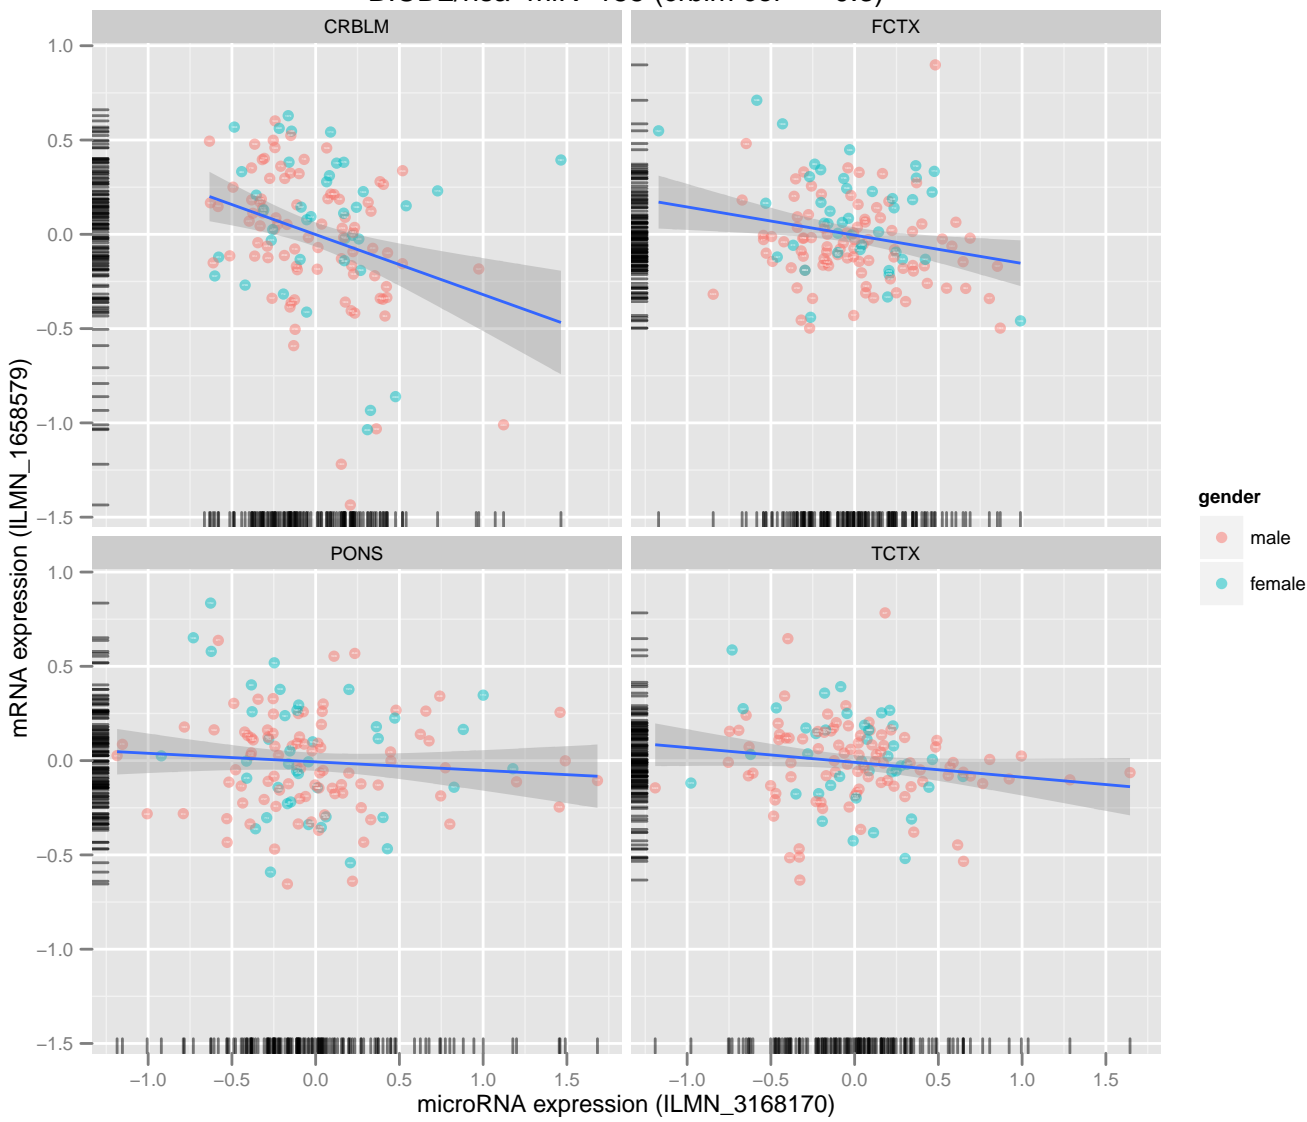 CRBLM
FCTX
1.0
0.5
0.0
−0.5
−1.0
−1.5
PONS
TCTX
1.0
0.5
0.0
−0.5
−1.0
−1.5
−1.0 −0.5 0.0 0.5 1.0 1.5
−1.0 −0.5 0.0 0.5 1.0 1.5
microRNA expression (ILMN_3168170)
mRNA expression (ILMN_1658579)
gender
male
female